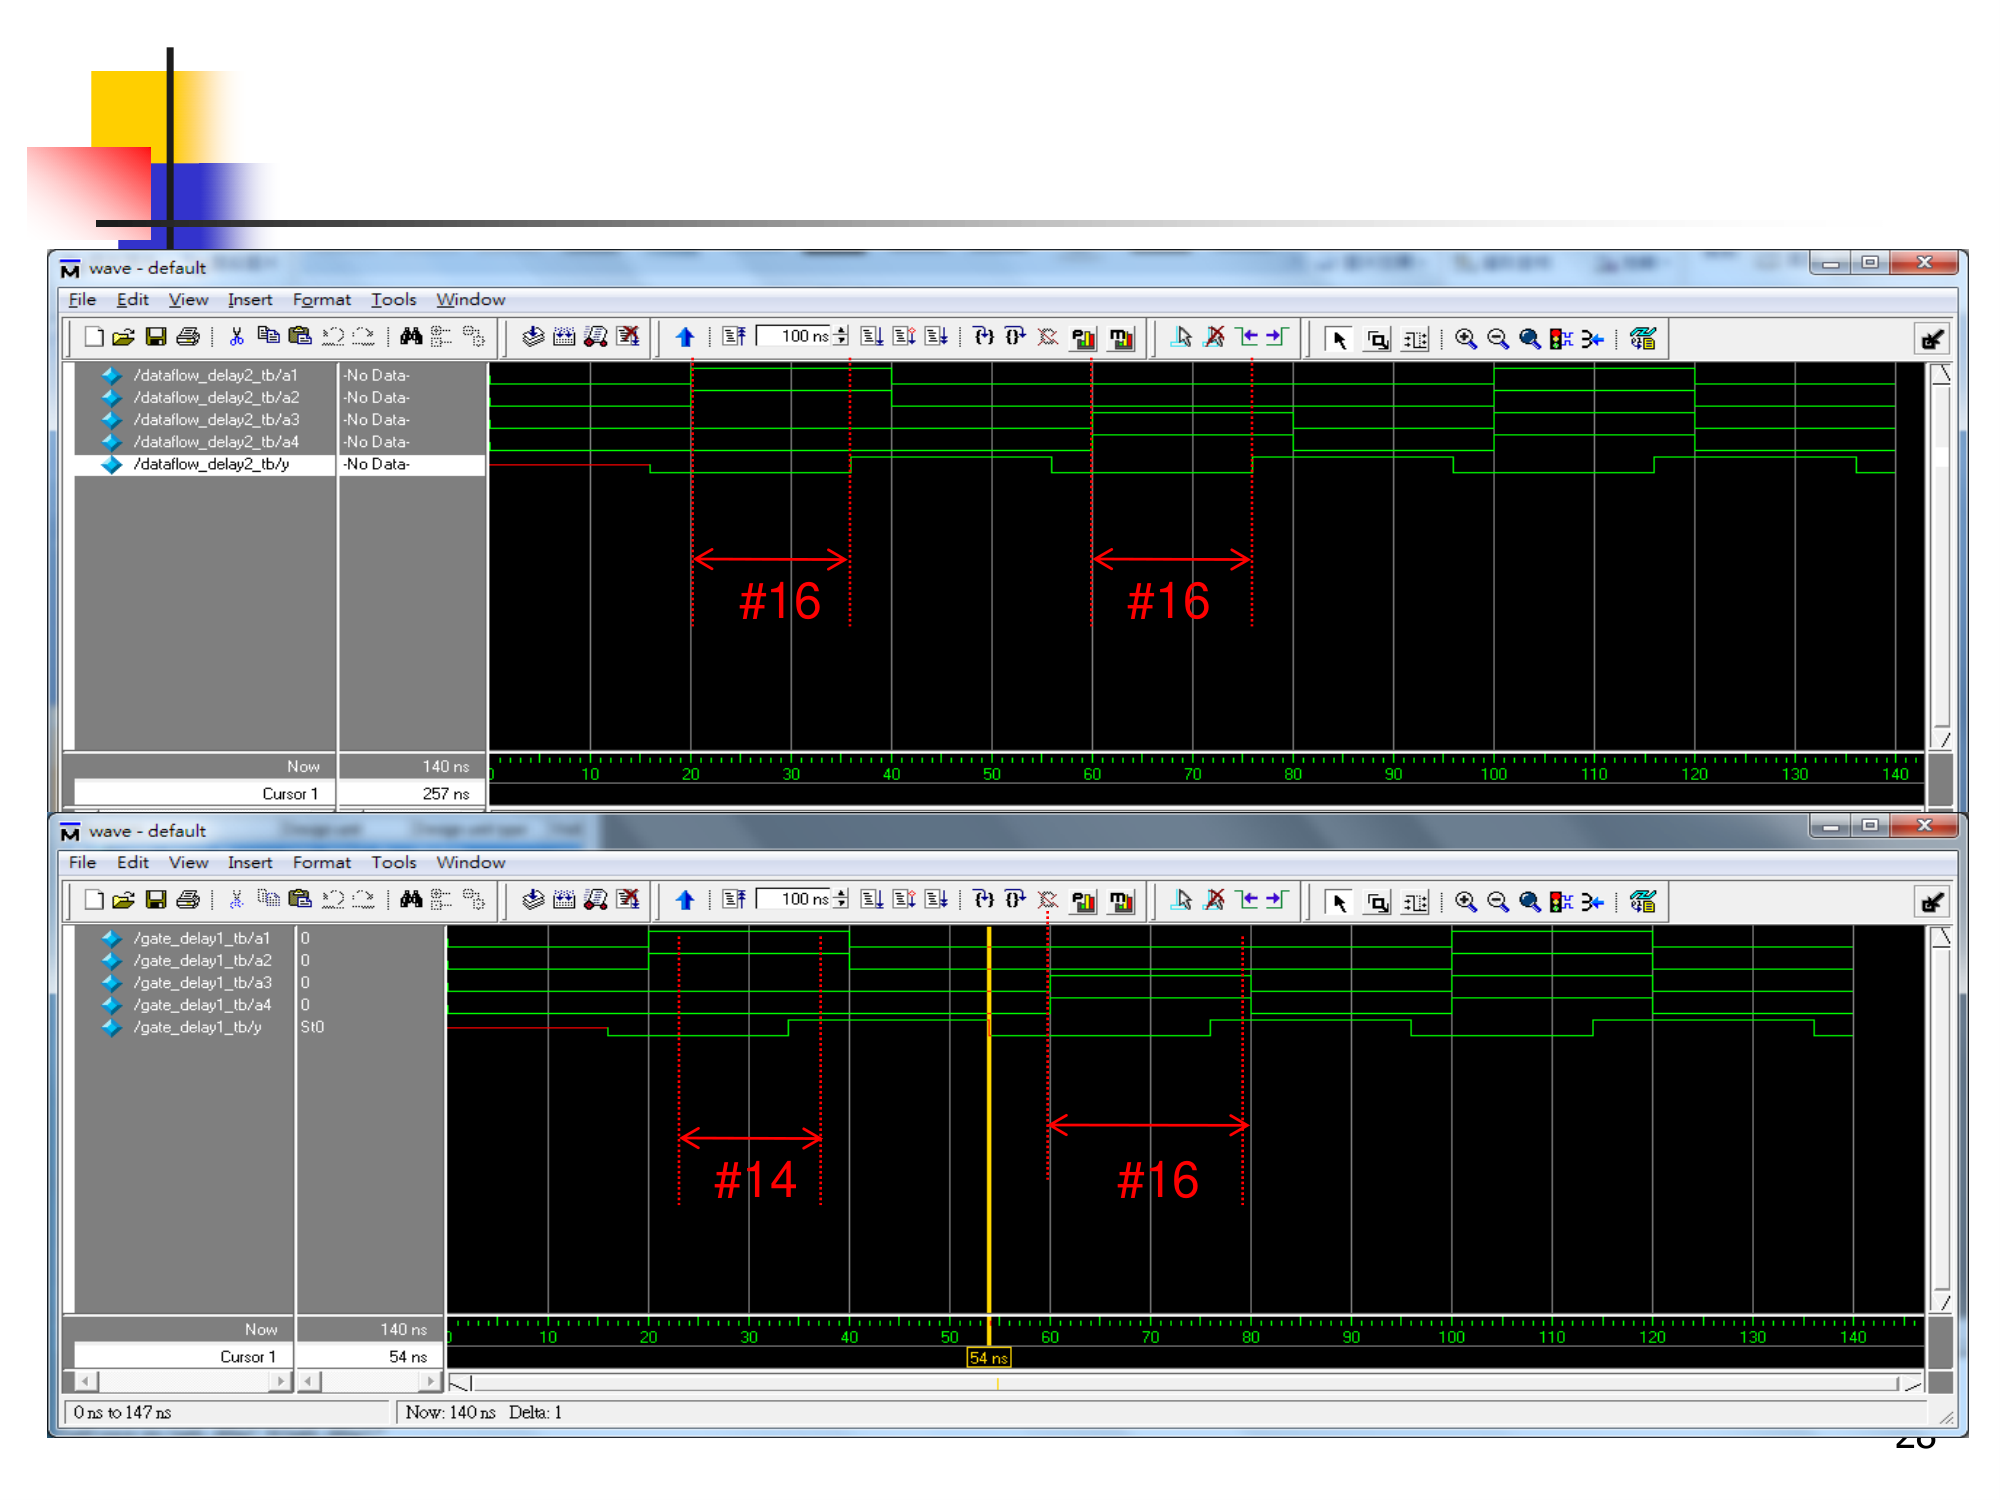 wave - default
File Edit View Insert Format Tools Window
100 ns
/dataflow_delay2_tb/a1 -No Data-
/dataflow_delay2_tb/a2 -No Data-
/dataflow_delay2_tb/a3 -No Data-
/dataflow_delay2_tb/a4 -No Data-
/dataflow_delay2_tb/y -No Data-
#16 #16
Now 140 ns
10 20 30 40 50 60 70 80 90 100 110 120 130 140
Cursor 1 257 ns
wave - default
File Edit View Insert Format Tools Window
100 ns
/gate_delay1_tb/a1 0
/gate_delay1_tb/a2 0
/gate_delay1_tb/a3 0
/gate_delay1_tb/a4 0
/gate_delay1_tb/y St0
#14 #16
Now 140 ns
10 20 30 40 50 60 70 80 90 100 110 120 130 140
Cursor 1 54 ns 54 ns
0 ns to 147 ns Now: 140 ns Delta: 1